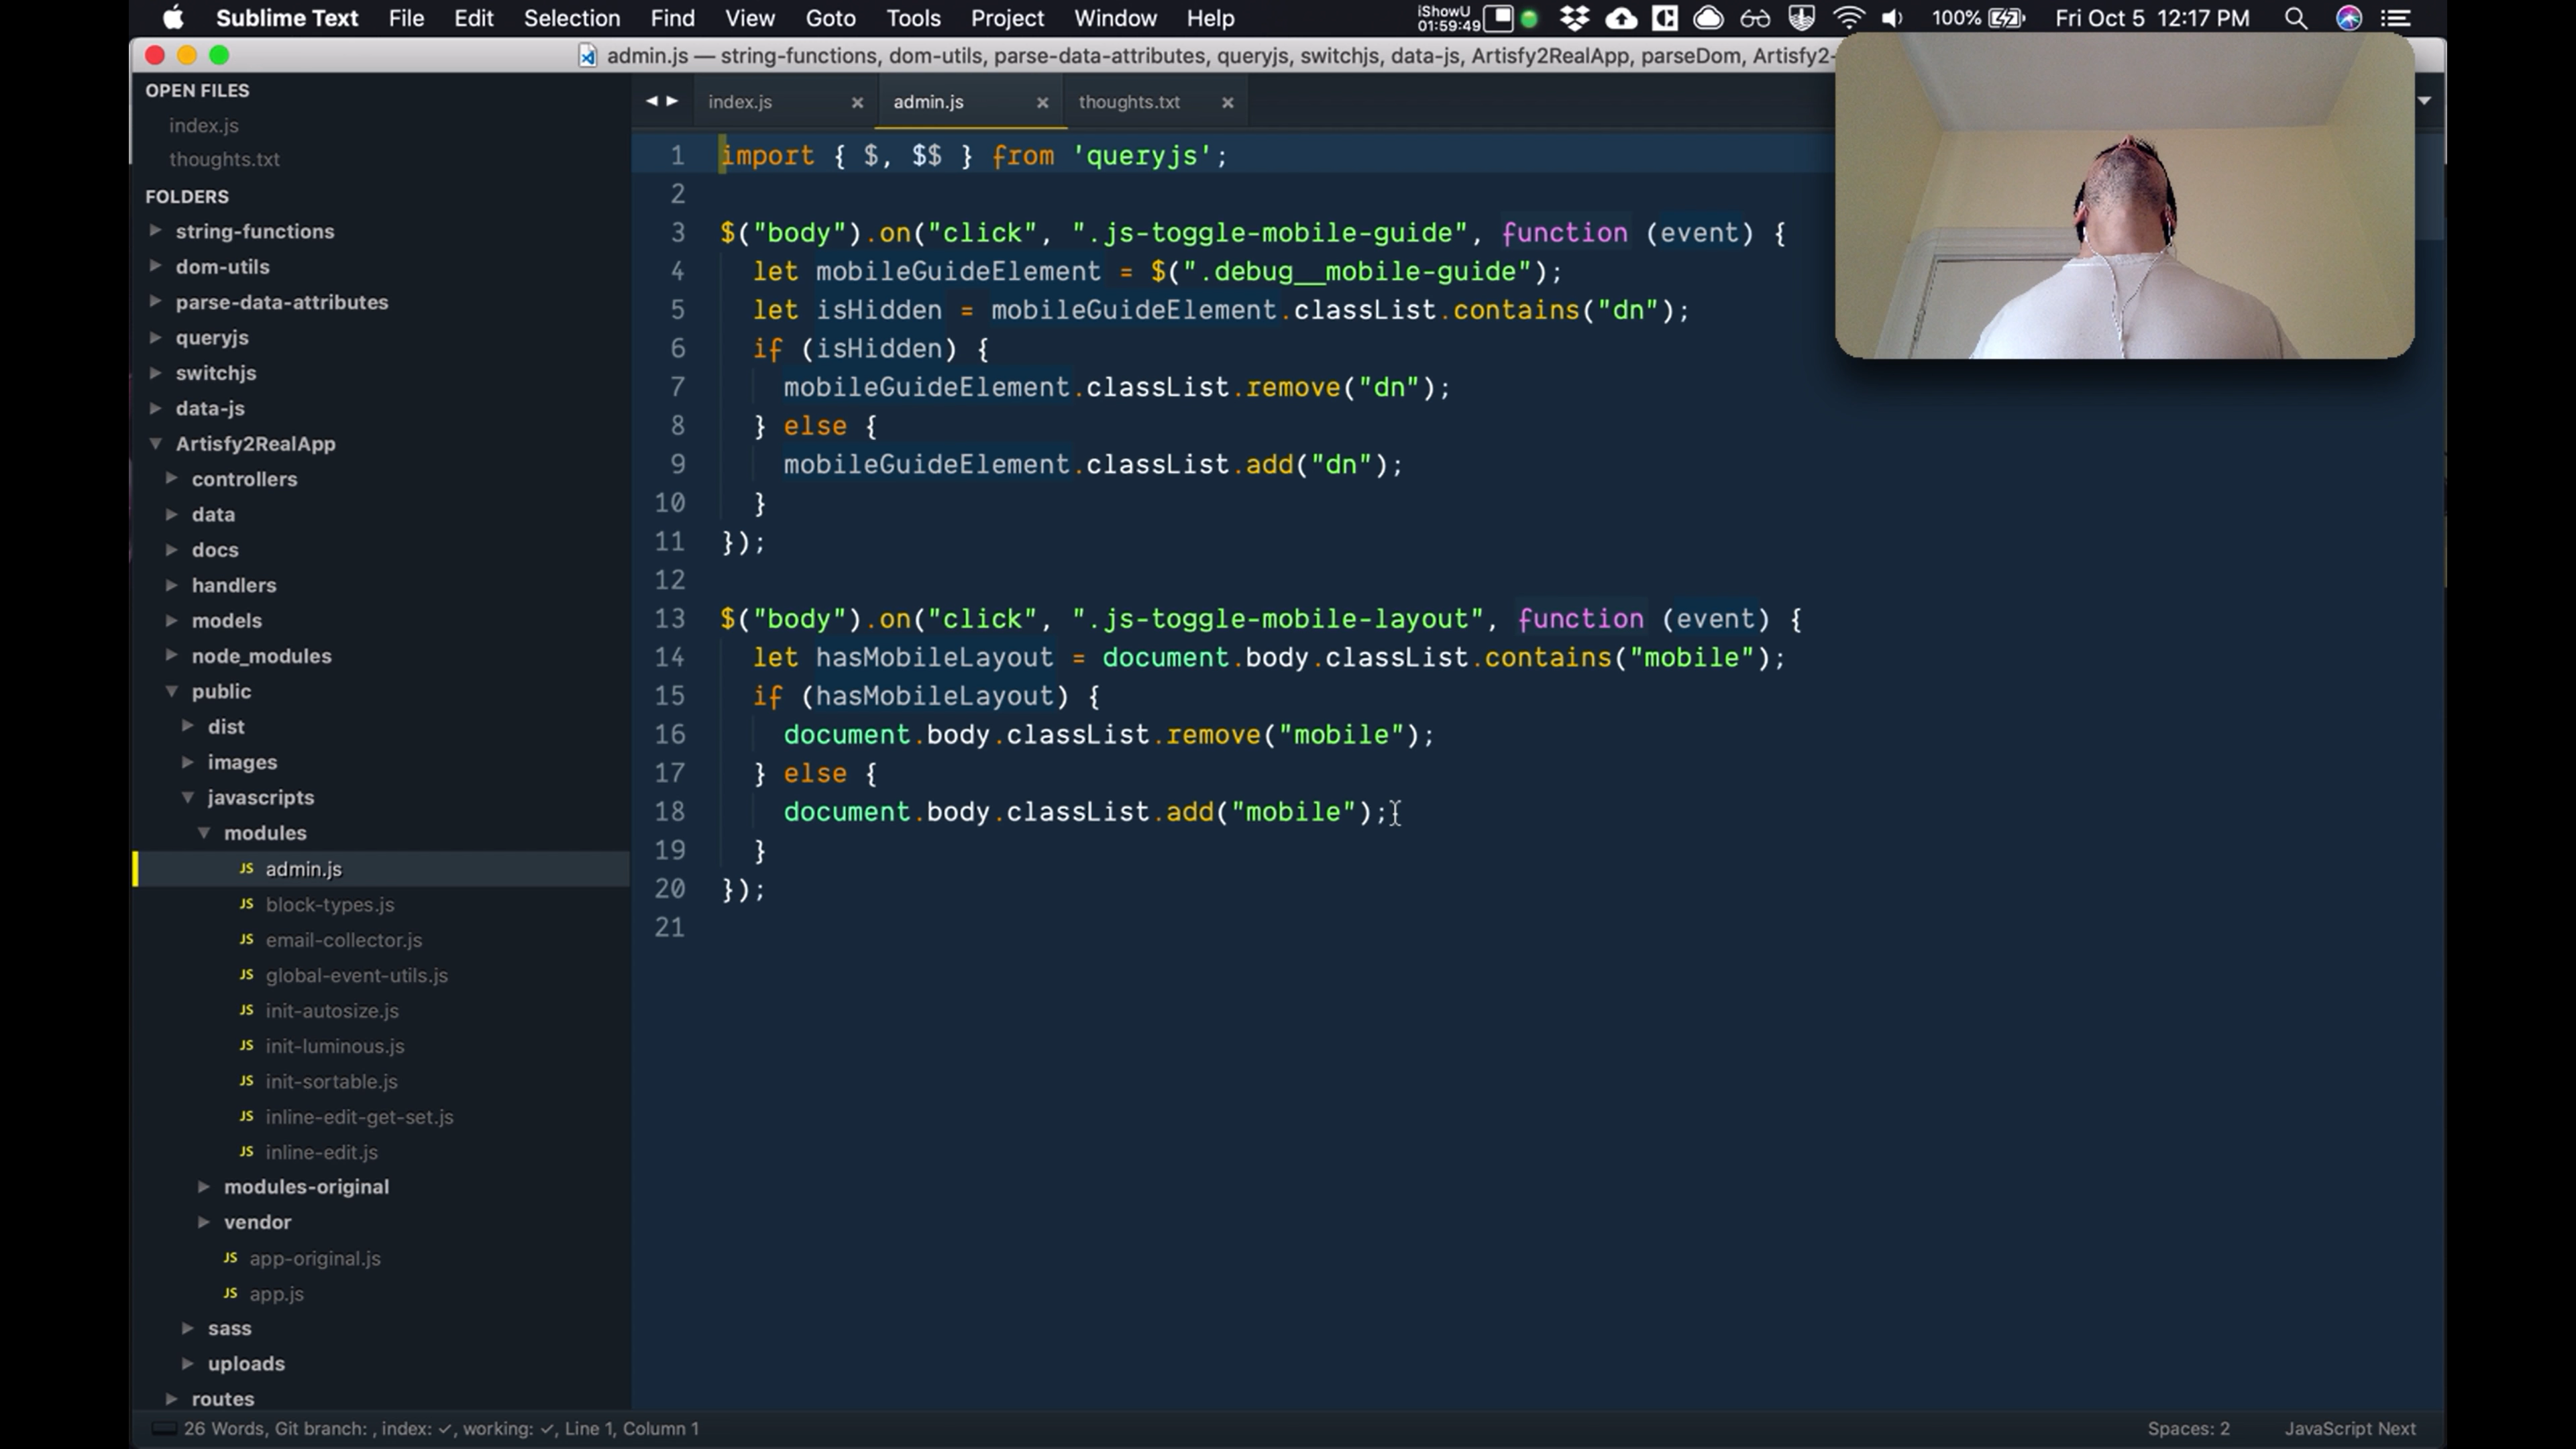 Sublime Text File Edit Selection Find View Goto Tools Project Window Help iShowU 01:59:49 100% Fri Oct 5 12:17 PM
admin.js — string-functions, dom-utils, parse-data-attributes, queryjs, switchjs, data-js, Artisfy2RealApp, parseDom, Artisfy2-
OPEN FILES
index.js
thoughts.txt
FOLDERS
string-functions
dom-utils
parse-data-attributes
queryjs
switchjs
data-js
Artisfy2RealApp
controllers
data
docs
handlers
models
node_modules
public
dist
images
javascripts
modules
JS admin.js
JS block-types.js
JS email-collector.js
JS global-event-utils.js
JS init-autosize.js
JS init-luminous.js
JS init-sortable.js
JS inline-edit-get-set.js
JS inline-edit.js
modules-original
vendor
JS app-original.js
JS app.js
sass
uploads
routes
index.js admin.js thoughts.txt
1 import { $, $$ } from 'queryjs';
2
3 $("body").on("click", ".js-toggle-mobile-guide", function (event) {
4 let mobileGuideElement = $(".debug__mobile-guide");
5 let isHidden = mobileGuideElement.classList.contains("dn");
6 if (isHidden) {
7 mobileGuideElement.classList.remove("dn");
8 } else {
9 mobileGuideElement.classList.add("dn");
10 }
11 });
12
13 $("body").on("click", ".js-toggle-mobile-layout", function (event) {
14 let hasMobileLayout = document.body.classList.contains("mobile");
15 if (hasMobileLayout) {
16 document.body.classList.remove("mobile");
17 } else {
18 document.body.classList.add("mobile");
19 }
20 });
21
26 Words, Git branch: , index: ✓, working: ✓, Line 1, Column 1 Spaces: 2 JavaScript Next